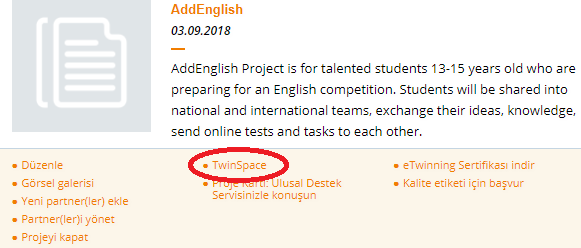 AddEnglish
03.09.2018
AddEnglish Project is for talented students 13-15 years old who are
preparing for an English competition. Students will be shared into
national and international teams, exchange their ideas, knowledge,
send online tests and tasks to each other.
• Düzenle
• Görsel galerisi
• Yeni partner(ler) ekle
• Partner(ler)i yönet
• Projeyi kapat
• TwinSpace
• Proje Kartı: Ulusal Destek
Servisinizle konuşun
• eTwinning Sertifikası indir
• Kalite etiketi için başvur